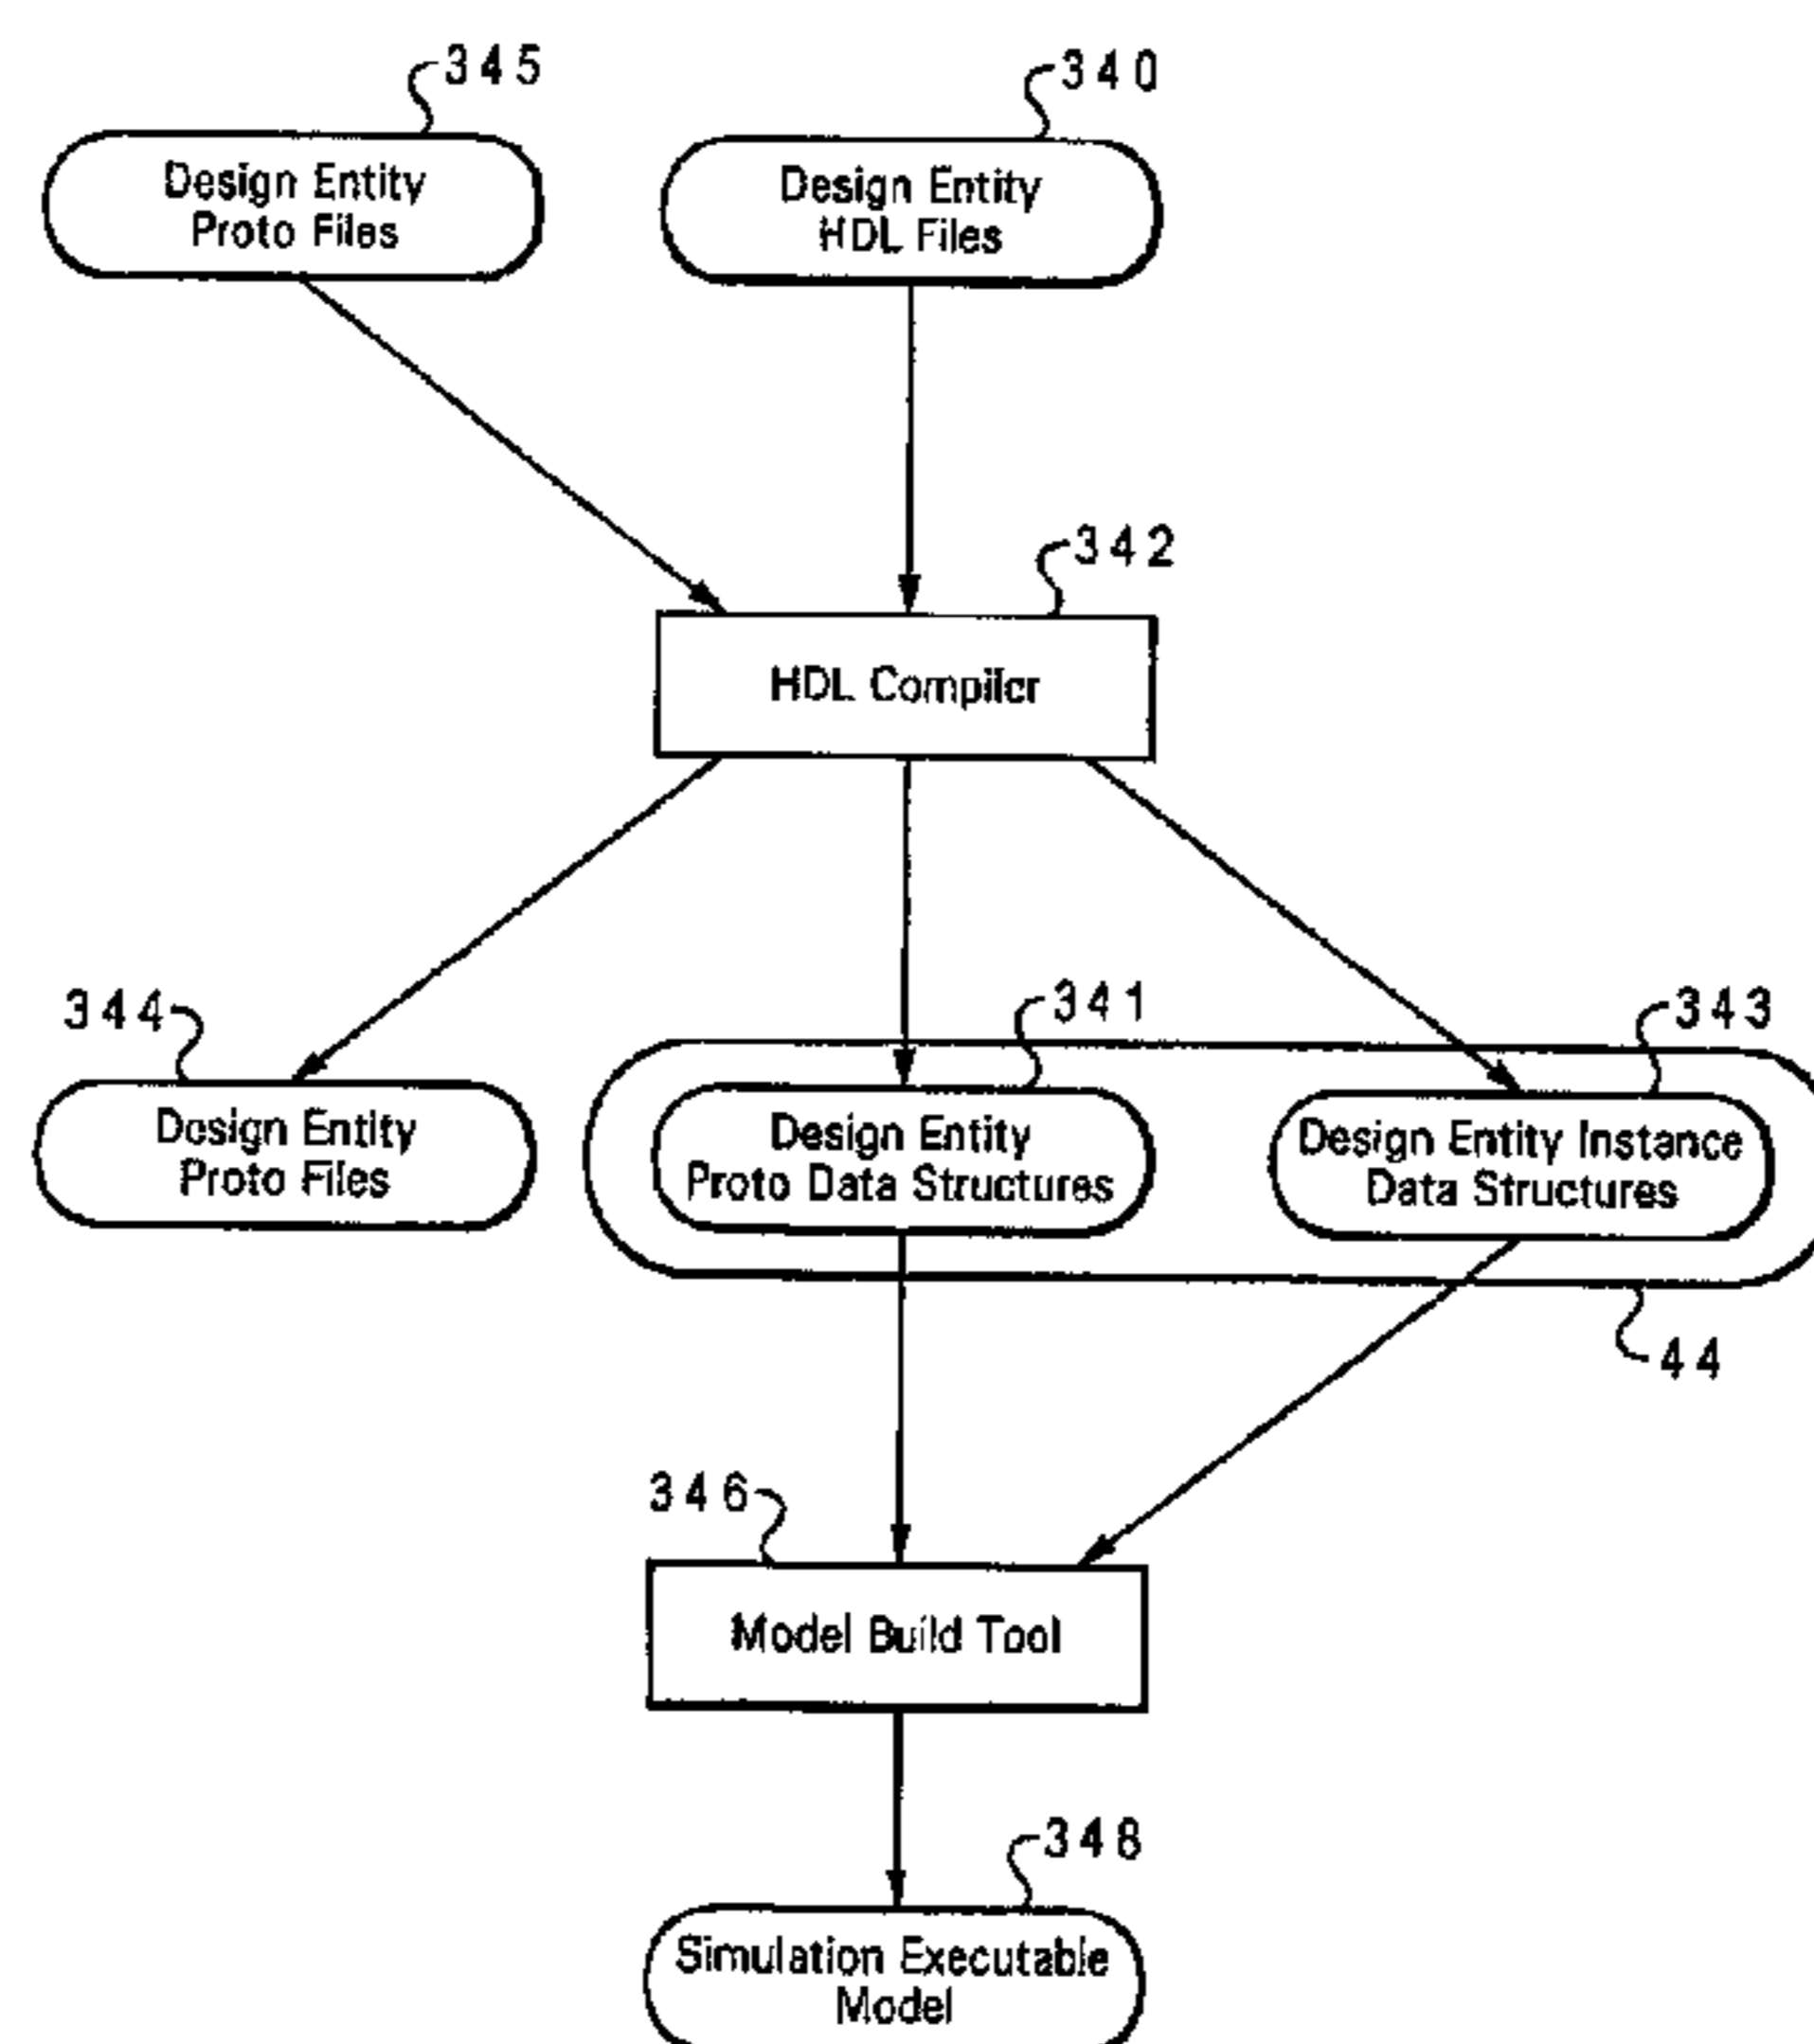 345
340
Design Entity
Proto Files
Design Entity
HDL Files
342
HDL Compiler
344
341
343
Design Entity
Proto Files
Design Entity
Proto Data Structures
Design Entity Instance
Data Structures
44
346
Model Build Tool
348
Simulation Executable
Model